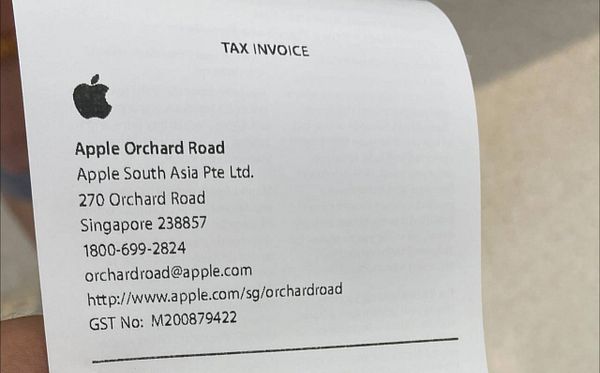 TAX INVOICE
Apple Orchard Road
Apple South Asia Pte Ltd.
270 Orchard Road
Singapore 238857
1800-699-2824
orchardroad@apple.com
http://www.apple.com/sg/orchardroad
GST No: M200879422